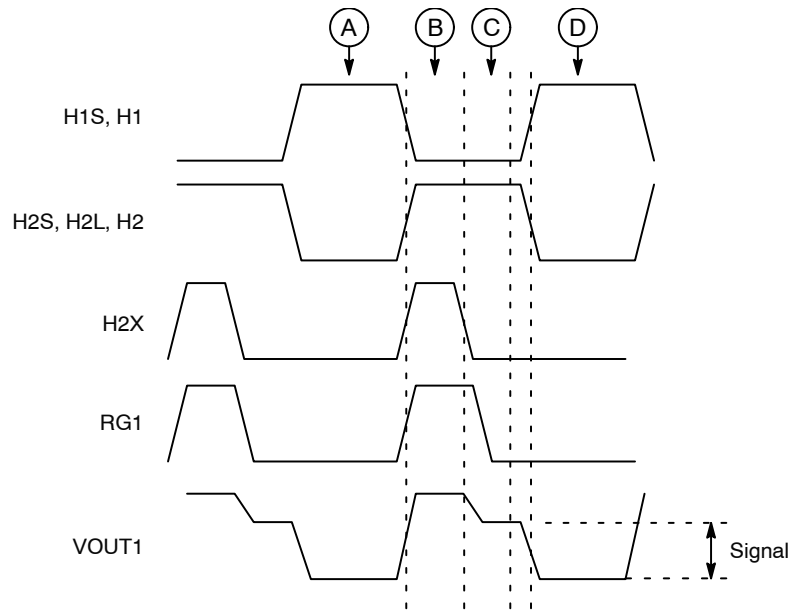 A B C D
H1S, H1
H2S, H2L, H2
H2X
RG1
VOUT1
Signal